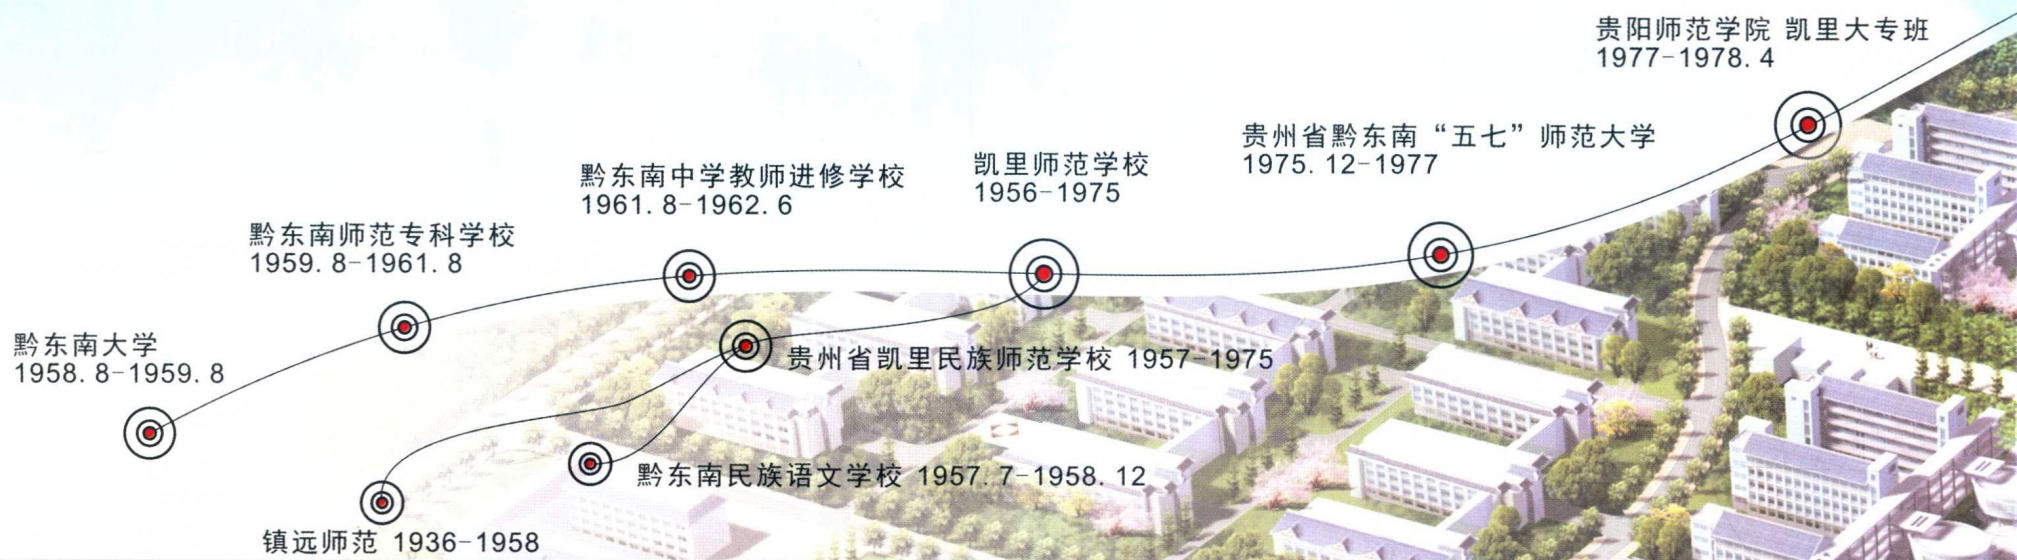 贵阳师范学院 凯里大专班
1977-1978.4
贵州省黔东南“五七”师范大学
1975.12-1977
凯里师范学校
1956-1975
黔东南中学教师进修学校
1961.8-1962.6
黔东南师范专科学校
1959.8-1961.8
黔东南大学
1958.8-1959.8
贵州省凯里民族师范学校 1957-1975
黔东南民族语文学校 1957.7-1958.12
镇远师范 1936-1958